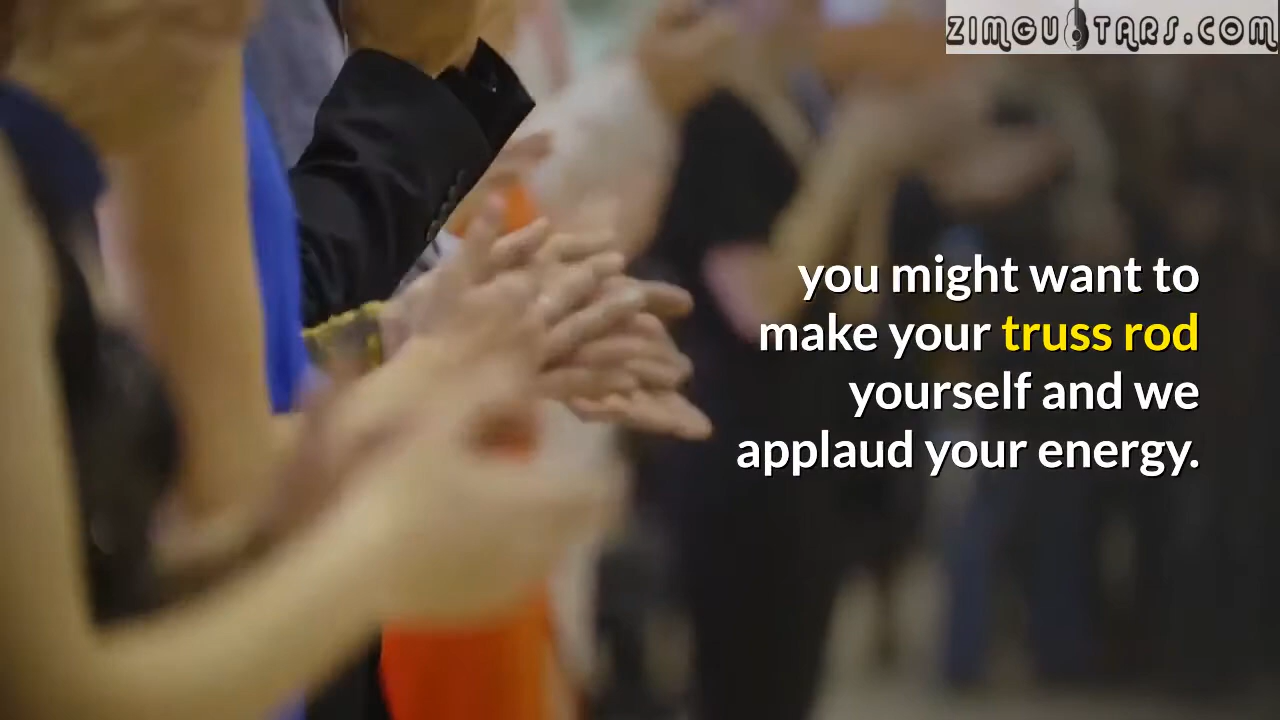 ZIMGUITARS.COM
you might want to
make your truss rod
yourself and we
applaud your energy.